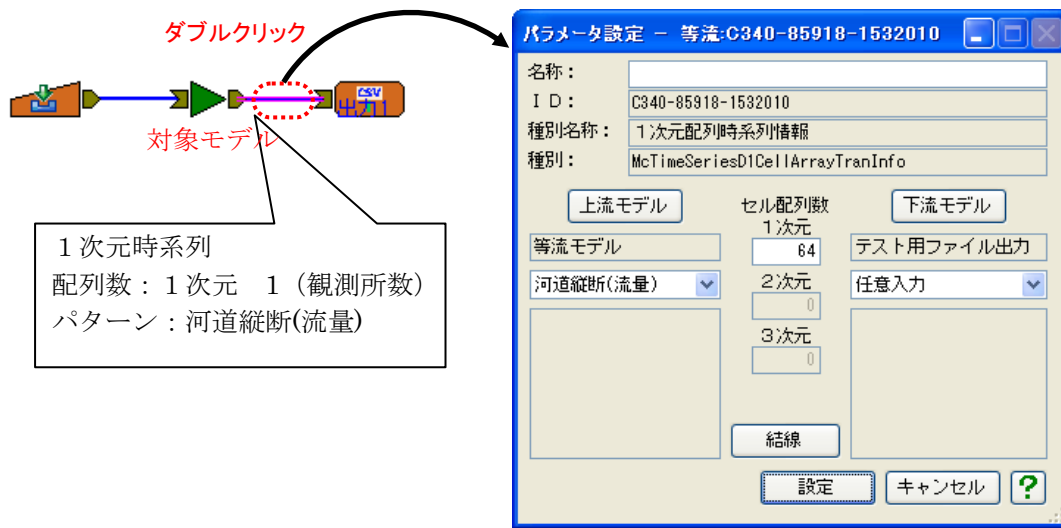 ダブルクリック
CSV
出力1
対象モデル
1次元時系列
配列数：1次元　1（観測所数）
パターン：河道縦断(流量)
パラメータ設定 － 等流:C340-85918-1532010
名称：
ＩＤ：
C340-85918-1532010
種別名称：
１次元配列時系列情報
種別：
McTimeSeriesD1CellArrayTranInfo
上流モデル
セル配列数
下流モデル
1次元
等流モデル
64
テスト用ファイル出力
河道縦断(流量)
2次元
任意入力
0
3次元
0
結線
設定
キャンセル
?